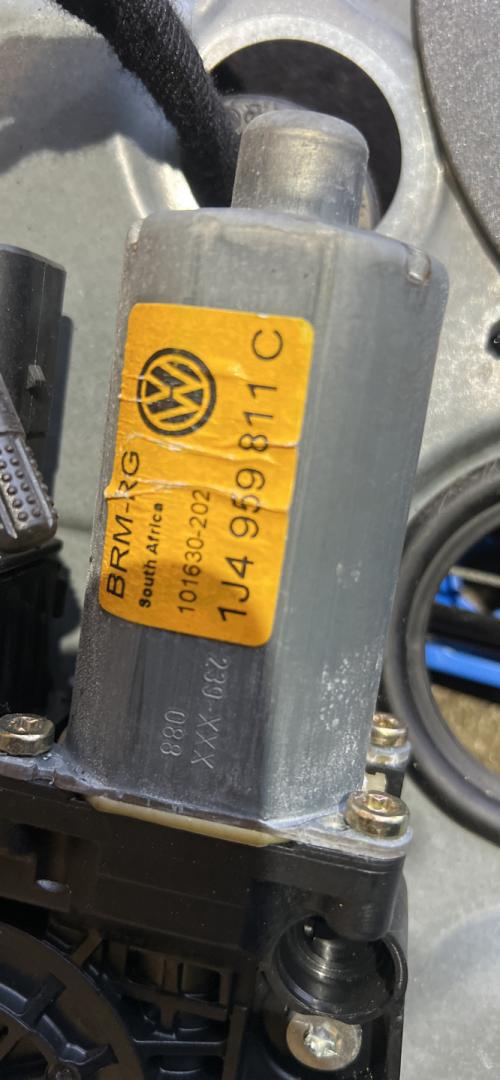 BRM-RG
South Africa
101630-202
1J4 959 811 C
239-XXX
088